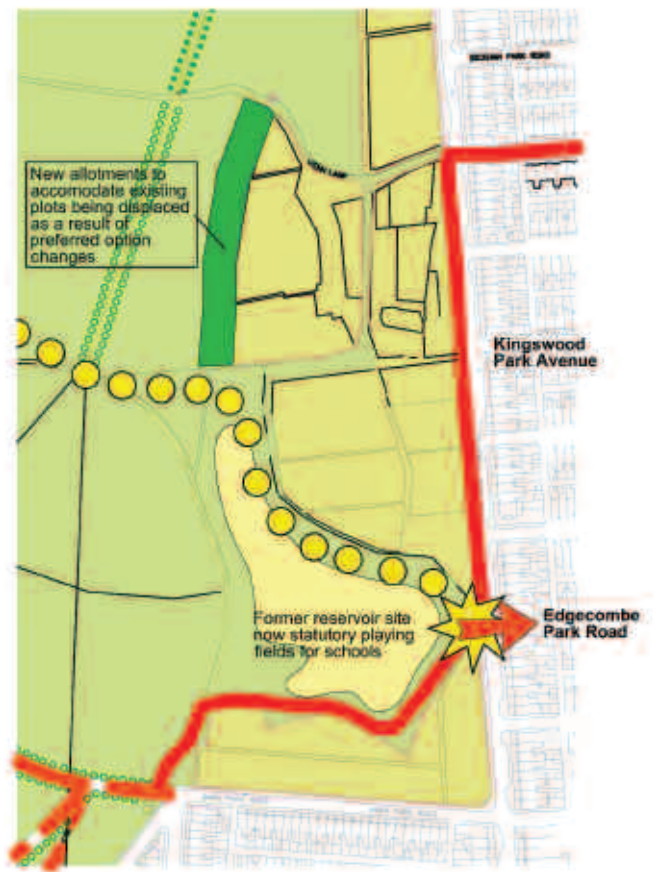 New allotments to
accomodate existing
plots being displaced
as a result of
preferred option
changes
Kingswood
Park Avenue
Former reservoir site
now statutory playing
fields for schools
Edgecombe
Park Road